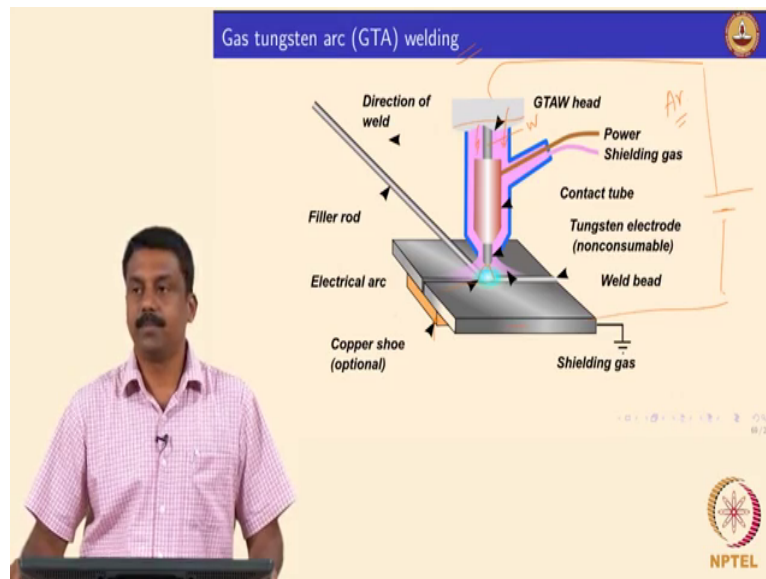 Gas tungsten arc (GTA) welding
Direction of
weld
GTAW head
W
Ar
Power
Shielding gas
Contact tube
Filler rod
Tungsten electrode
(nonconsumable)
Electrical arc
Weld bead
Copper shoe
(optional)
Shielding gas
NPTEL